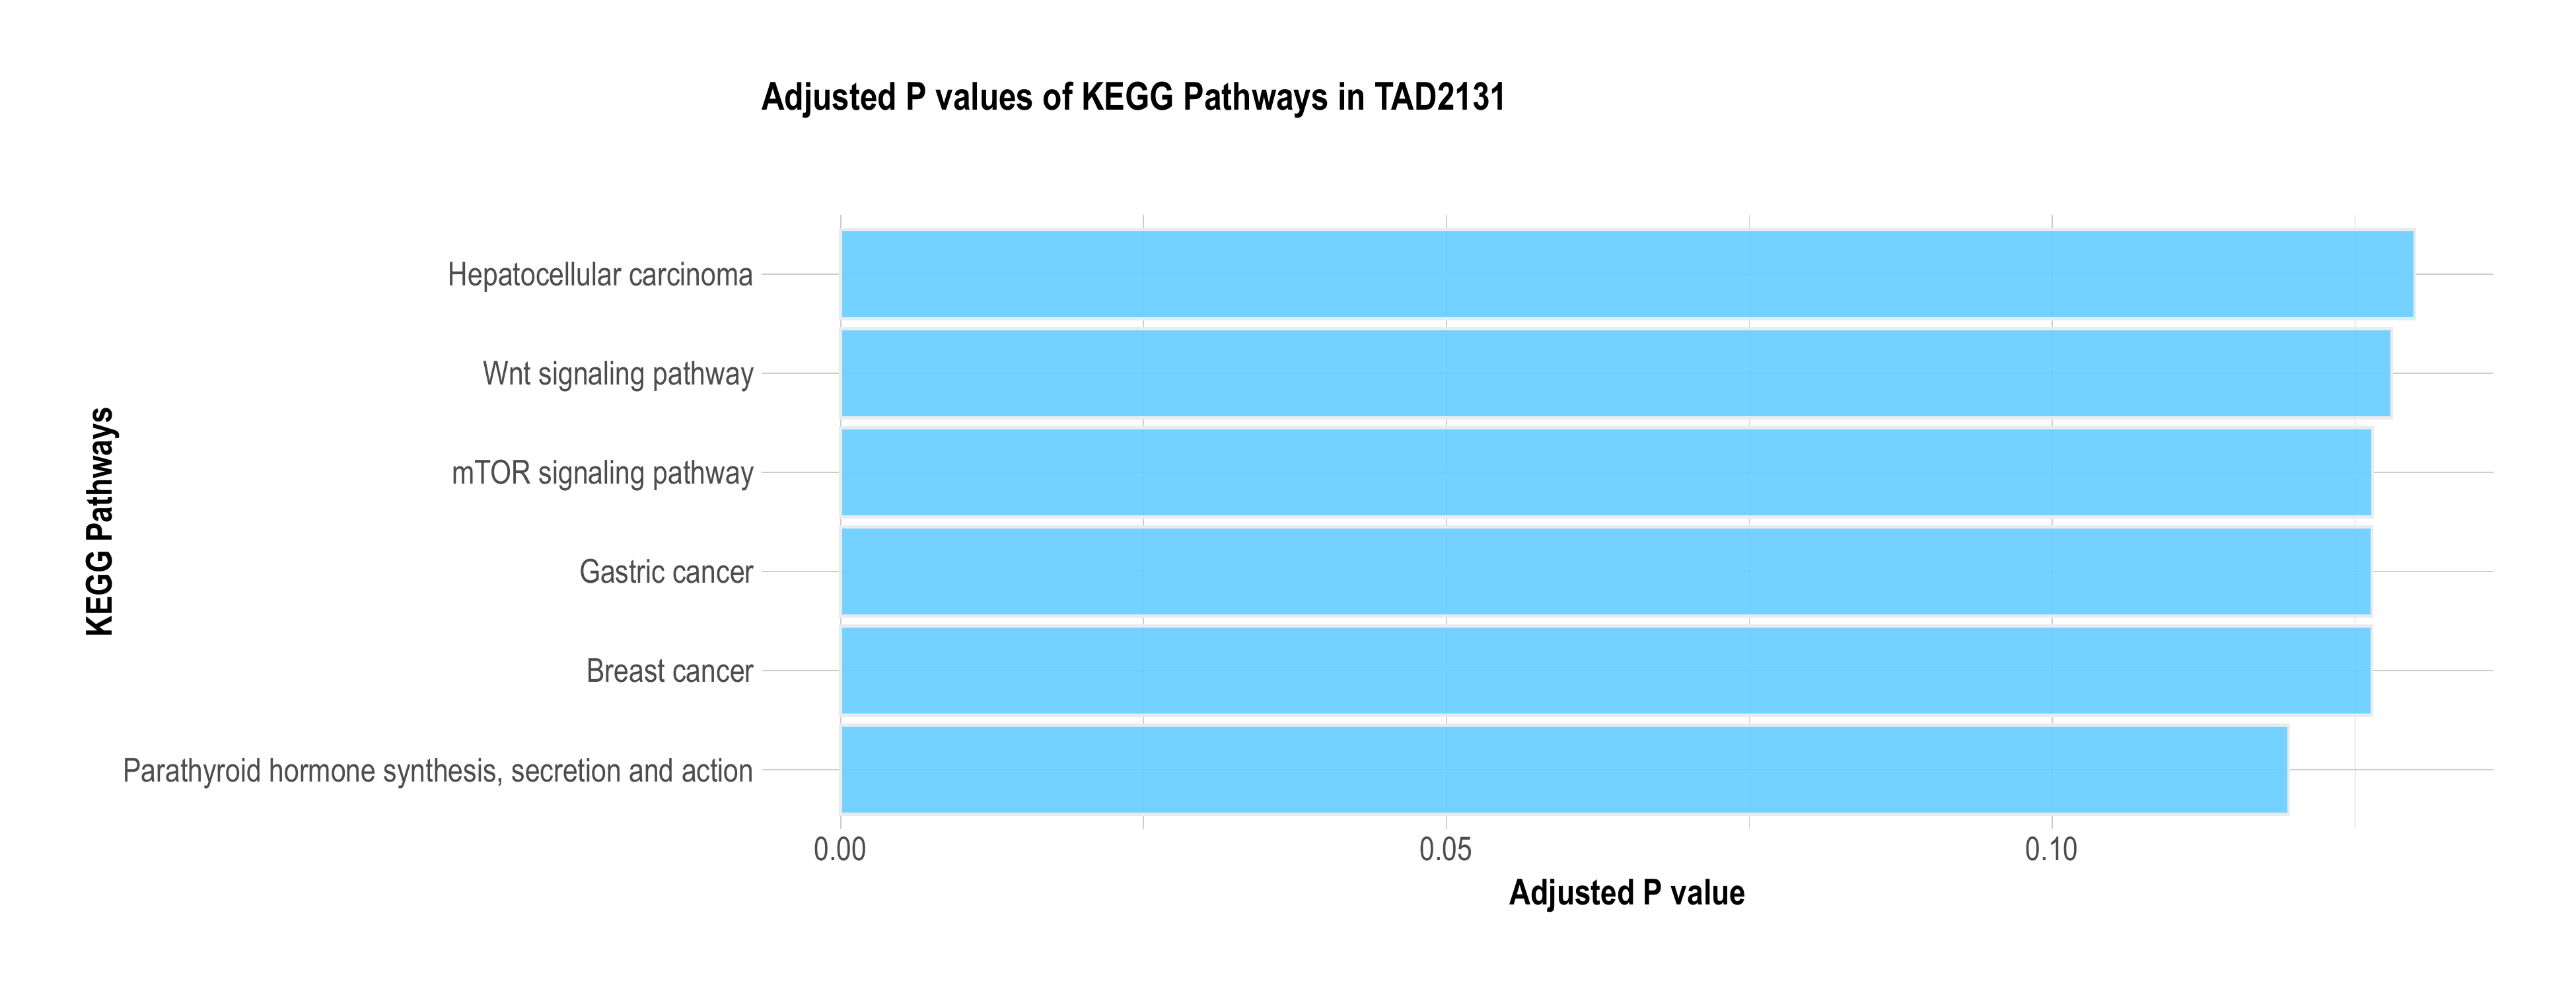 Adjusted P values of KEGG Pathways in TAD2131
KEGG Pathways
Hepatocellular carcinoma
Wnt signaling pathway
mTOR signaling pathway
Gastric cancer
Breast cancer
Parathyroid hormone synthesis, secretion and action
0.00
0.05
0.10
Adjusted P value